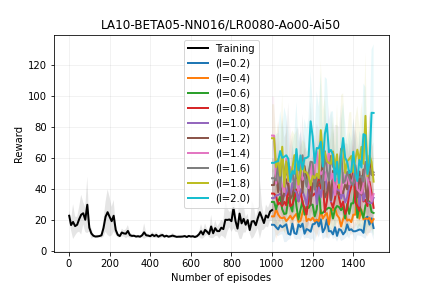 LA10-BETA05-NN016/LR0080-Ao00-Ai50
Reward
120
100
80
60
40
20
0
Training
(l=0.2)
(l=0.4)
(l=0.6)
(l=0.8)
(l=1.0)
(l=1.2)
(l=1.4)
(l=1.6)
(l=1.8)
(l=2.0)
0 200 400 600 800 1000 1200 1400
Number of episodes